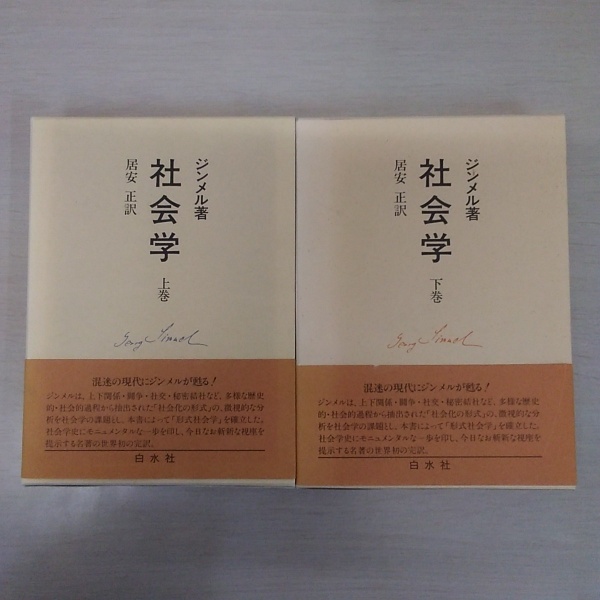 ジンメル著
社会学
上巻
居安 正訳
Georg Simmel
混迷の現代にジンメルが甦る!
ジンメルは、上下関係・闘争・社交・秘密結社など、多様な歴史
的・社会的過程から抽出された「社会化の形式」の、微視的な分
析を社会学の課題とし、本書によって「形式社会学」を確立した。
社会学史にモニュメンタルな一歩を印し、今日なお斬新な視座を
提示する名著の世界初の完訳。
白水社
ジンメル著
社会学
下巻
居安 正訳
Georg Simmel
混迷の現代にジンメルが甦る!
ジンメルは、上下関係・闘争・社交・秘密結社など、多様な歴史
的・社会的過程から抽出された「社会化の形式」の、微視的な分
析を社会学の課題とし、本書によって「形式社会学」を確立した。
社会学史にモニュメンタルな一歩を印し、今日なお斬新な視座を
提示する名著の世界初の完訳。
白水社